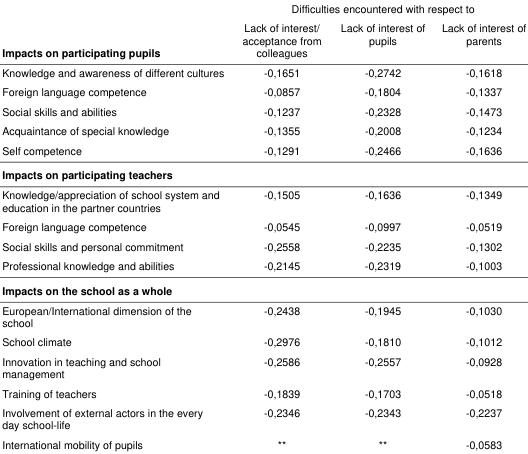 Difficulties encountered with respect to
Lack of interest/ Lack of interest of Lack of interest of
acceptance from pupils parents
Impacts on participating pupils colleagues
Knowledge and awareness of different cultures -0,1651 -0,2742 -0,1618
Foreign language competence -0,0857 -0,1804 -0,1337
Social skills and abilities -0,1237 -0,2328 -0,1473
Acquaintance of special knowledge -0,1355 -0,2008 -0,1234
Self competence -0,1291 -0,2466 -0,1636
Impacts on participating teachers
Knowledge/appreciation of school system and -0,1505 -0,1636 -0,1349
education in the partner countries
Foreign language competence -0,0545 -0,0997 -0,0519
Social skills and personal commitment -0,2558 -0,2235 -0,1302
Professional knowledge and abilities -0,2145 -0,2319 -0,1003
Impacts on the school as a whole
European/International dimension of the -0,2438 -0,1945 -0,1030
school
School climate -0,2976 -0,1810 -0,1012
Innovation in teaching and school -0,2586 -0,2557 -0,0928
management
Training of teachers -0,1839 -0,1703 -0,0518
Involvement of external actors in the every -0,2346 -0,2343 -0,2237
day school-life
International mobility of pupils ** ** -0,0583